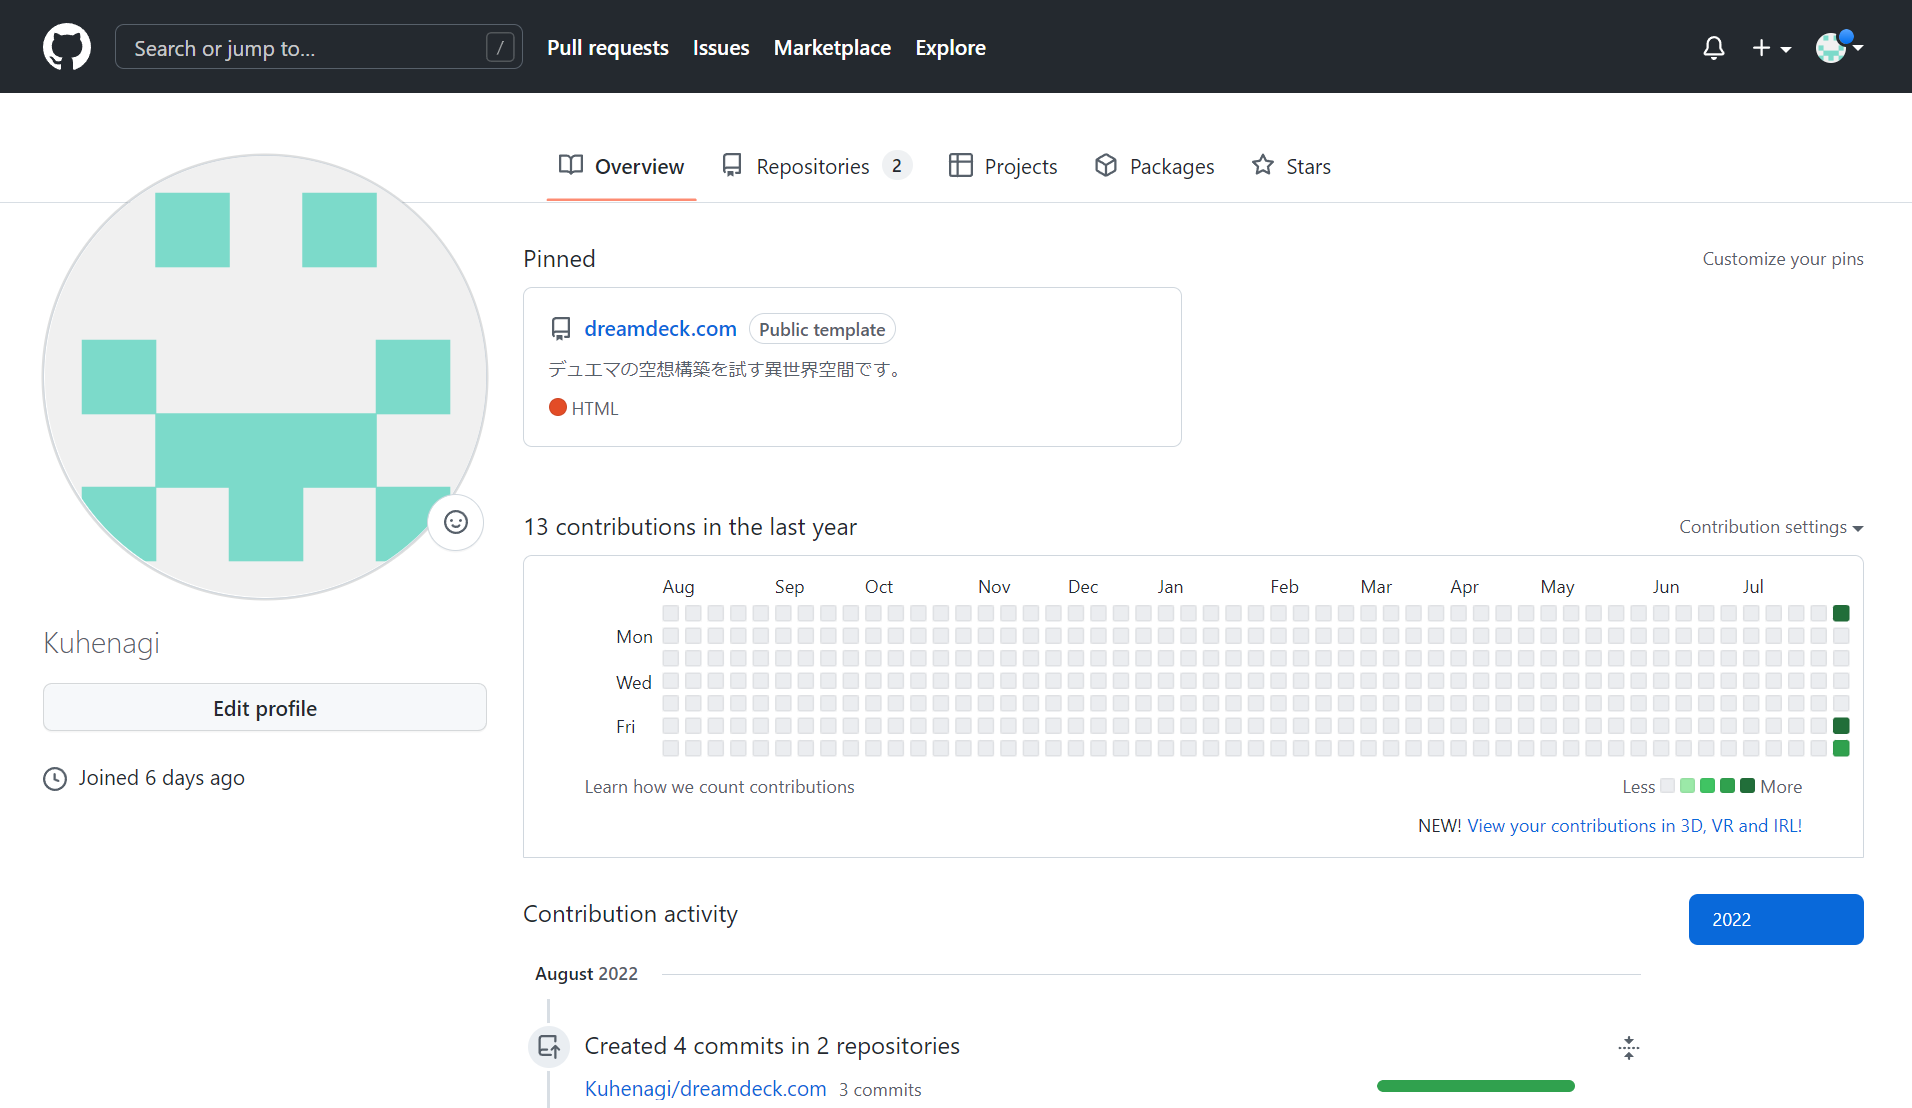 Search or jump to... / Pull requests Issues Marketplace Explore
Overview Repositories 2 Projects Packages Stars
Pinned Customize your pins
dreamdeck.com Public template
デュエマの空想構築を試す異世界空間です。
HTML
13 contributions in the last year Contribution settings
Aug Sep Oct Nov Dec Jan Feb Mar Apr May Jun Jul
Mon
Wed
Fri
Learn how we count contributions Less More
NEW! View your contributions in 3D, VR and IRL!
Kuhenagi
Edit profile
Joined 6 days ago
Contribution activity 2022
August 2022
Created 4 commits in 2 repositories
Kuhenagi/dreamdeck.com 3 commits